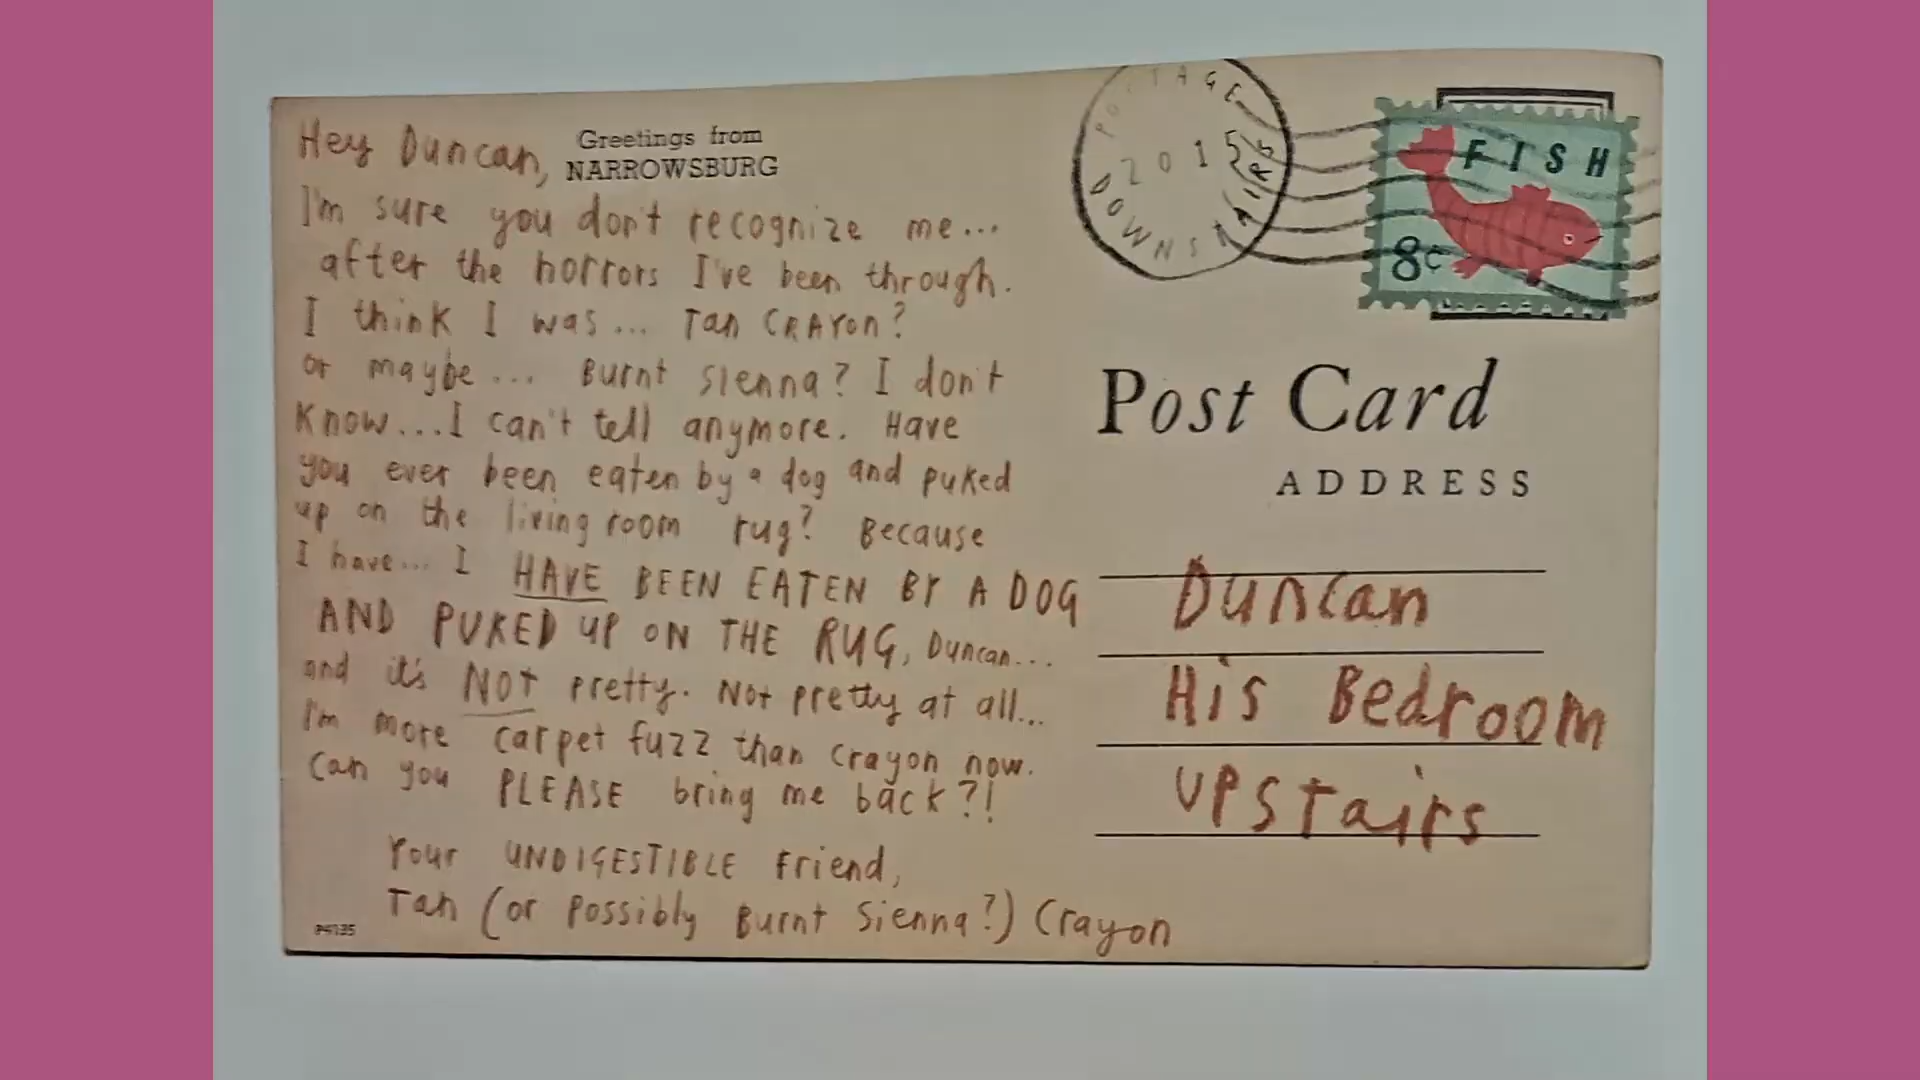 Hey Duncan,
Greetings from
NARROWSBURG
I'm sure you don't recognize me...
after the horrors I've been through.
I think I was... Tan CRAYON?
or maybe... Burnt Sienna? I don't
Know...I can't tell anymore. Have
you ever been eaten by a dog and puked
up on the living room rug? Because
I have... I HAVE BEEN EATEN BY A DOG
AND PUKED UP ON THE RUG, Duncan...
and it's NOT pretty. Not pretty at all...
I'm more carpet fuzz than crayon now.
Can you PLEASE bring me back?!
Your UNDIGESTIBLE Friend,
Tan (or possibly Burnt Sienna?) Crayon
P4735
POSTAGE
2015
DOWNSTAIRS
FISH
8¢
Post Card
ADDRESS
Duncan
His Bedroom
UPStairs